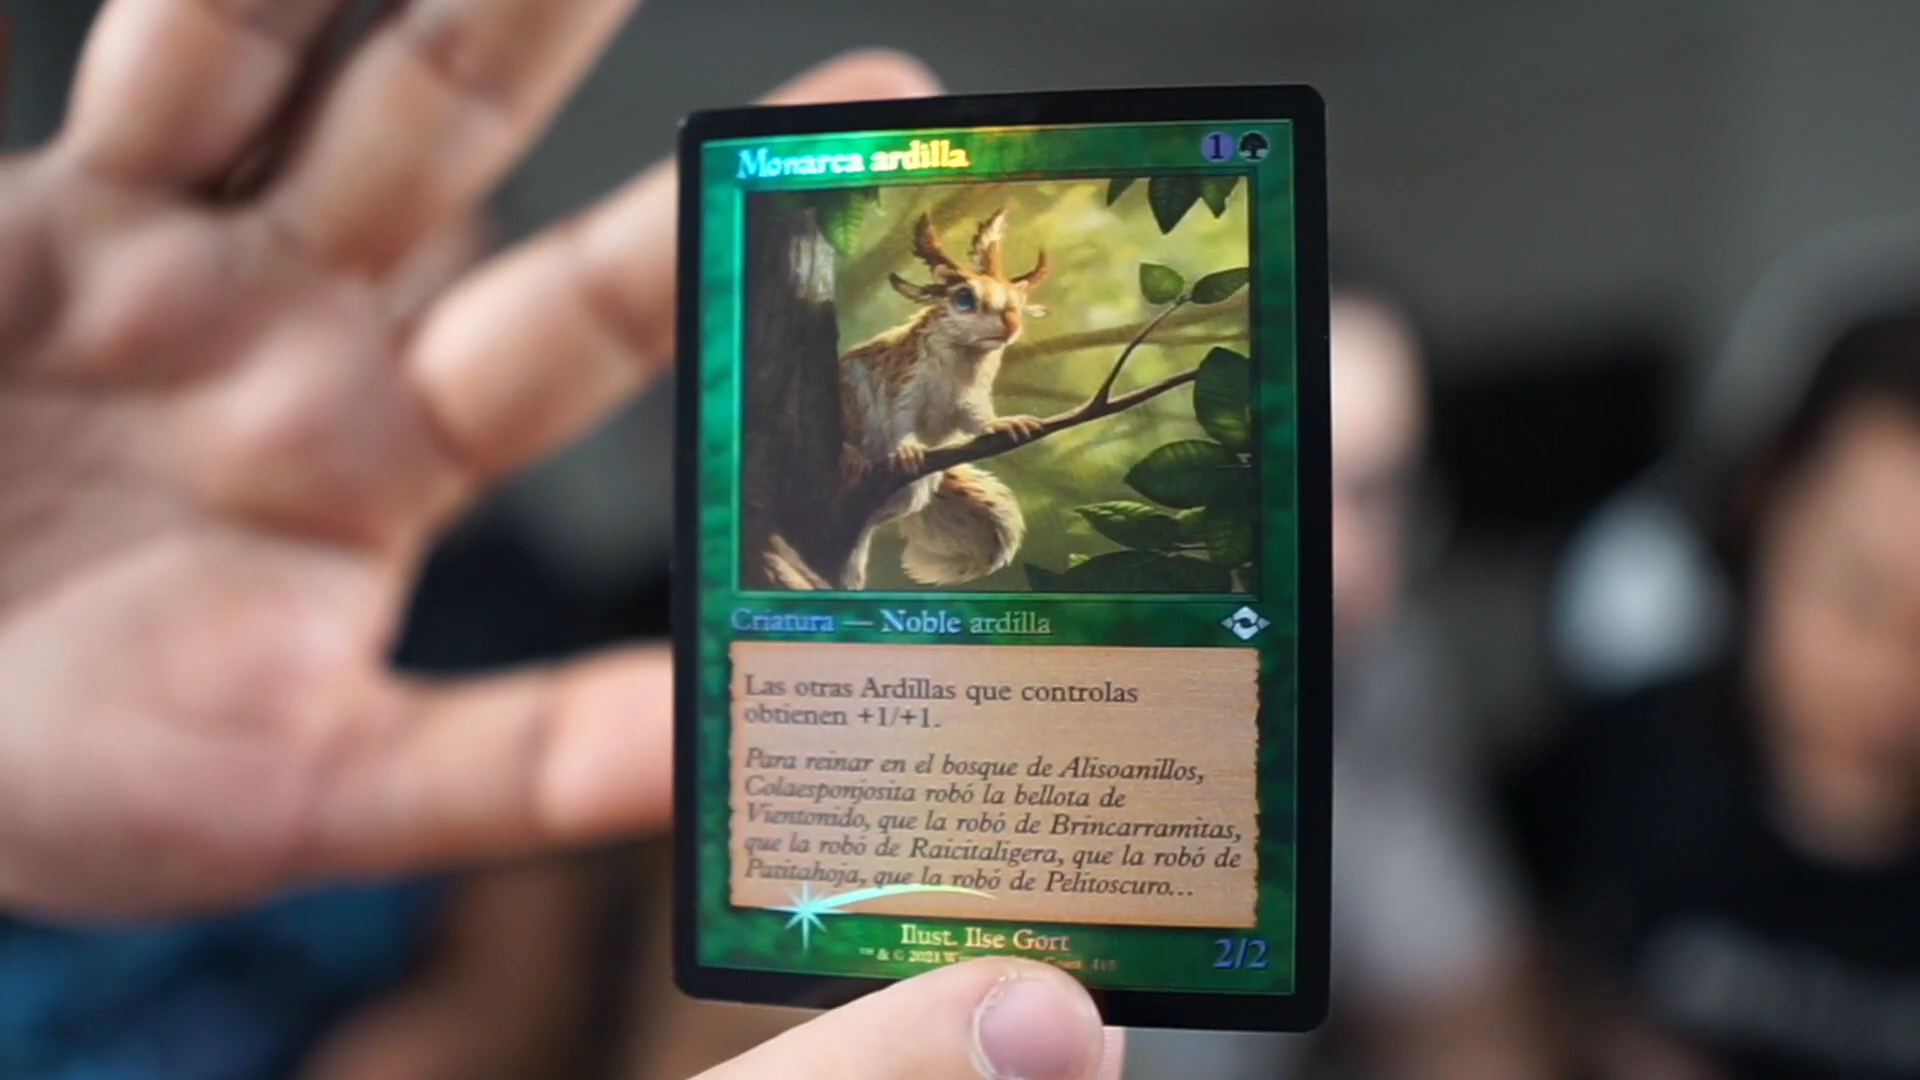 Monarca ardilla 1
Criatura — Noble ardilla
Las otras Ardillas que controlas
obtienen +1/+1.
Para reinar en el bosque de Alisoanillos,
Colaesponjosita robó la bellota de
Vientonido, que la robó de Brincarramitas,
que la robó de Raicitaligera, que la robó de
Patitahoja, que la robó de Pelitoscuro...
Ilust. Ilse Gort
™ & © 2021
2/2